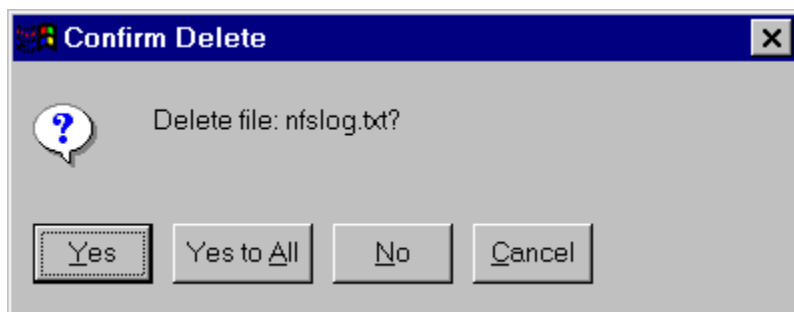 Confirm Delete
Delete file: nfslog.txt?
Yes
Yes to All
No
Cancel